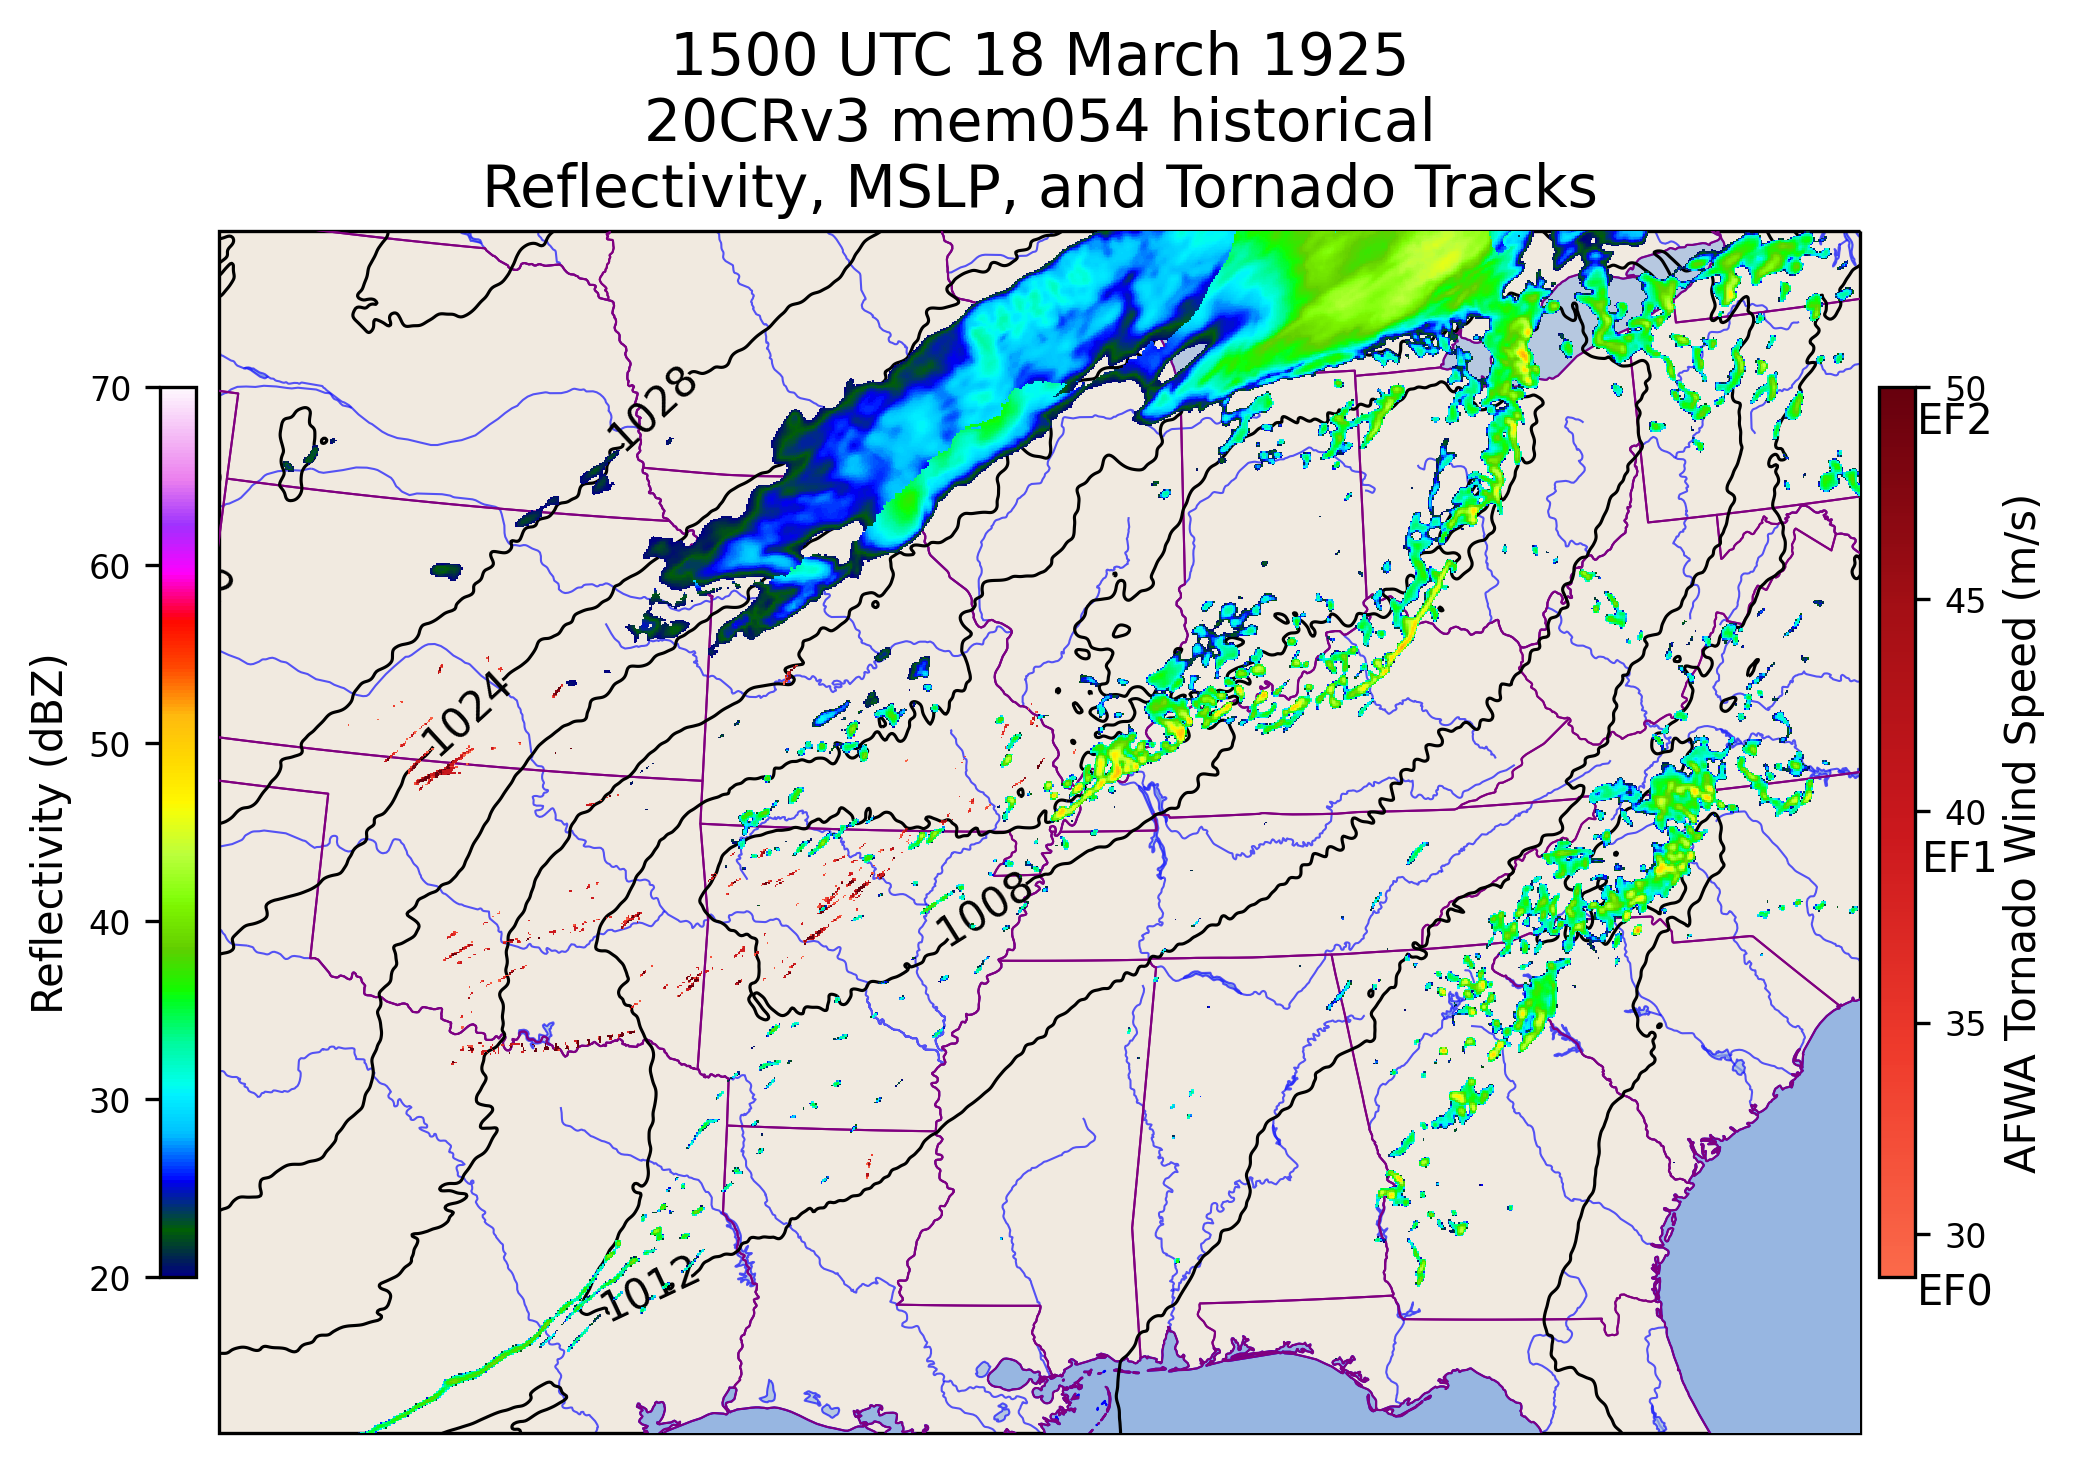 1500 UTC 18 March 1925
20CRv3 mem054 historical
Reflectivity, MSLP, and Tornado Tracks
Reflectivity (dBZ)
70
60
50
40
30
20
1028
1024
1008
1012
50
EF2
45
40
EF1
35
30
EF0
AFWA Tornado Wind Speed (m/s)